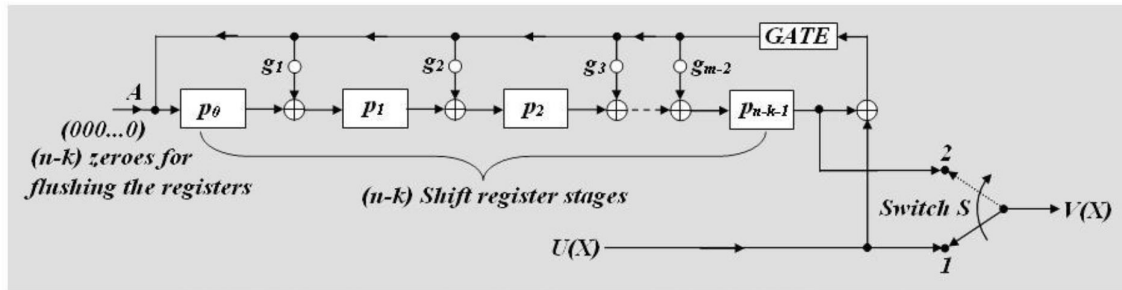 GATE
g1
g2
g3
gm-2
A
p0
p1
p2
pn-k-1
(000...0)
(n-k) zeroes for
flushing the registers
(n-k) Shift register stages
2
Switch S
V(X)
U(X)
1